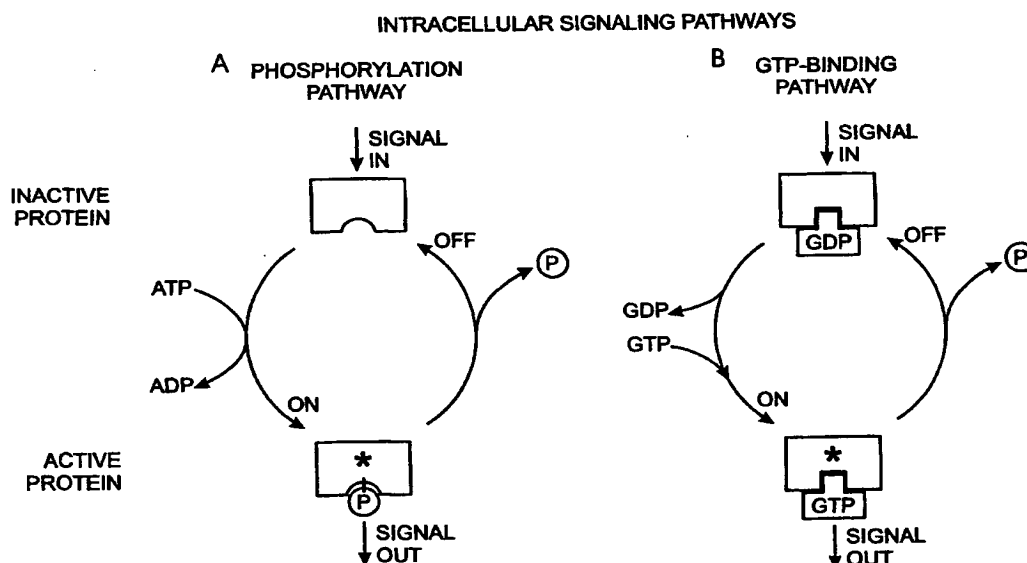 INTRACELLULAR SIGNALING PATHWAYS
A
PHOSPHORYLATION
PATHWAY
SIGNAL
IN
INACTIVE
PROTEIN
OFF
P
ATP
ADP
ON
ACTIVE
PROTEIN
*
P
SIGNAL
OUT
B
GTP-BINDING
PATHWAY
SIGNAL
IN
GDP
OFF
P
GDP
GTP
ON
*
GTP
SIGNAL
OUT